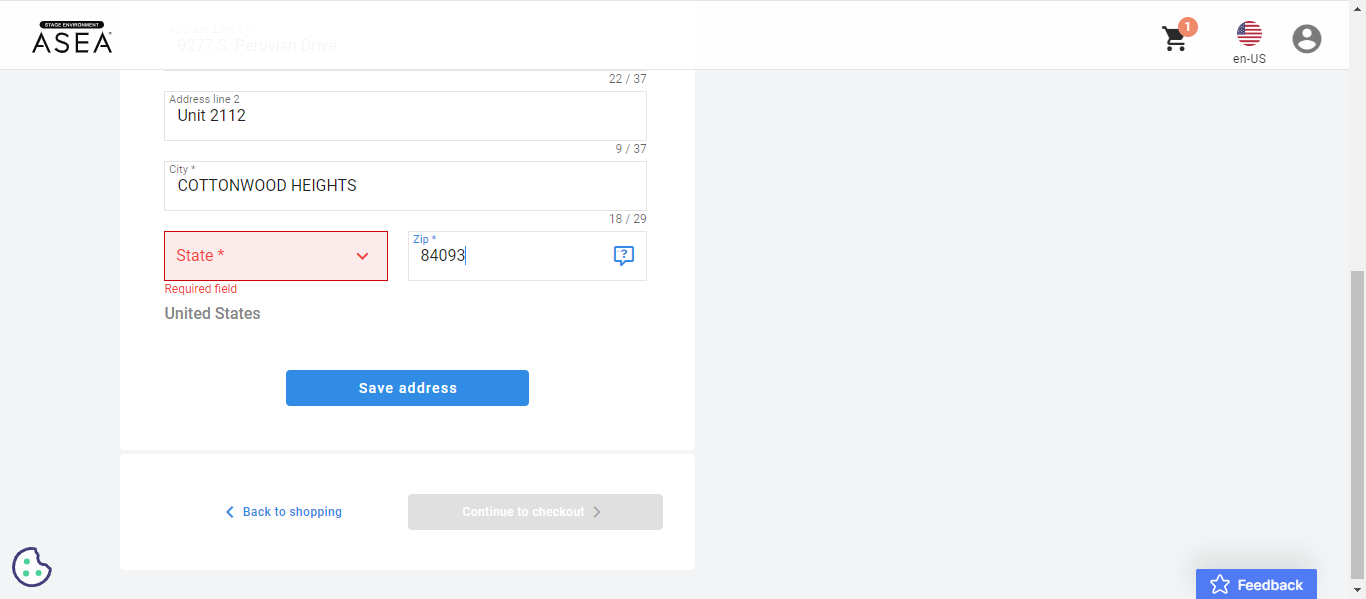 STAGE ENVIRONMENT
ASEA
Address Line 1 *
9277 S. Peruvian Drive
1
en-US
22 / 37
Address line 2
Unit 2112
9 / 37
City *
COTTONWOOD HEIGHTS
18 / 29
State *
Zip *
84093
?
Required field
United States
Save address
Back to shopping
Continue to checkout
Feedback